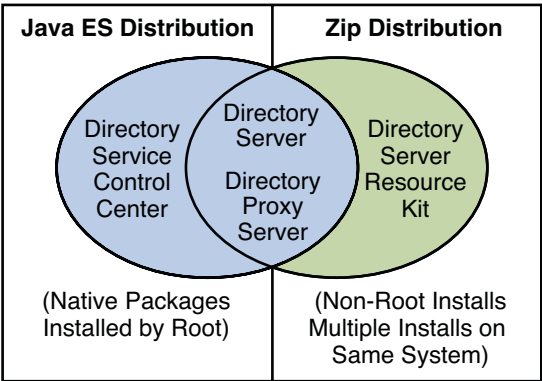 Java ES Distribution
Zip Distribution
Directory
Service
Control
Center
Directory
Server
Directory
Proxy
Server
Directory
Server
Resource
Kit
(Native Packages
Installed by Root)
(Non-Root Installs
Multiple Installs on
Same System)